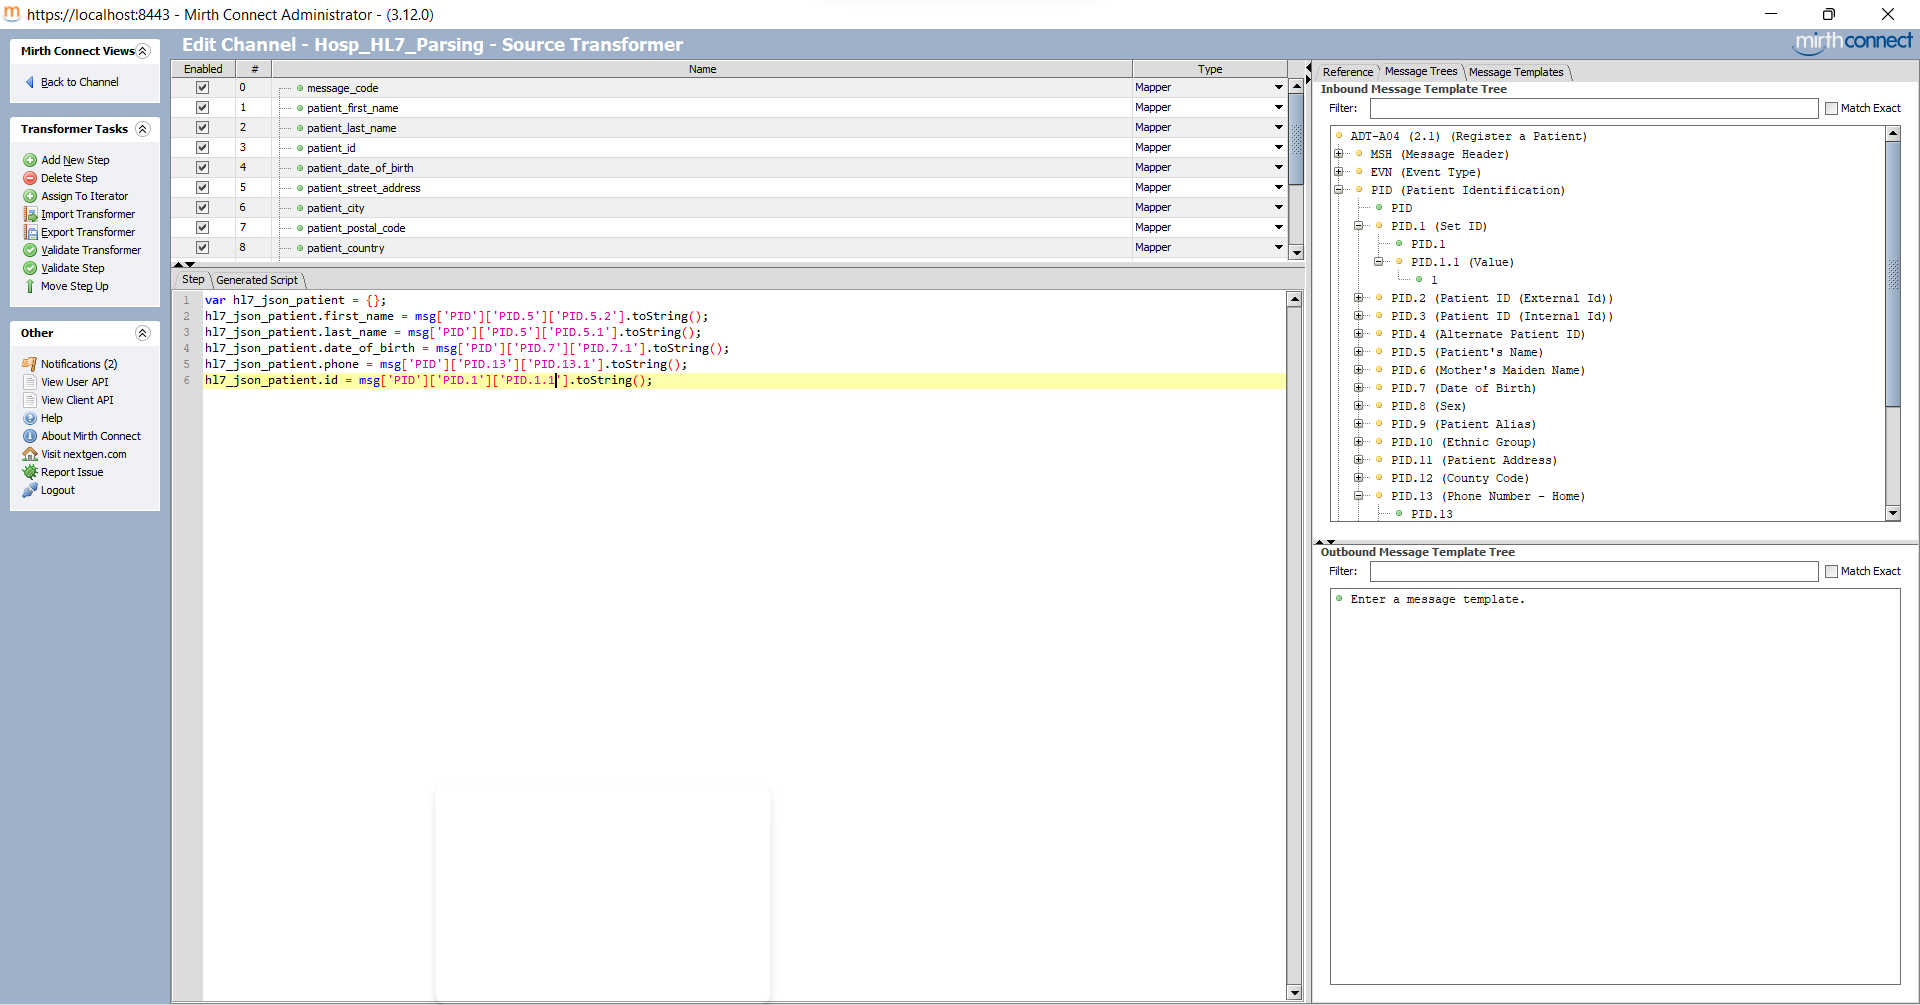 https://localhost:8443 - Mirth Connect Administrator - (3.12.0)
Mirth Connect Views
Back to Channel
Transformer Tasks
Add New Step
Delete Step
Assign To Iterator
Import Transformer
Export Transformer
Validate Transformer
Validate Step
Move Step Up
Other
Notifications (2)
View User API
View Client API
Help
About Mirth Connect
Visit nextgen.com
Report Issue
Logout
Edit Channel - Hosp_HL7_Parsing - Source Transformer
mirthconnect
Enabled # Name Type
0 message_code Mapper
1 patient_first_name Mapper
2 patient_last_name Mapper
3 patient_id Mapper
4 patient_date_of_birth Mapper
5 patient_street_address Mapper
6 patient_city Mapper
7 patient_postal_code Mapper
8 patient_country Mapper
Step Generated Script
1 var hl7_json_patient = {};
2 hl7_json_patient.first_name = msg['PID']['PID.5']['PID.5.2'].toString();
3 hl7_json_patient.last_name = msg['PID']['PID.5']['PID.5.1'].toString();
4 hl7_json_patient.date_of_birth = msg['PID']['PID.7']['PID.7.1'].toString();
5 hl7_json_patient.phone = msg['PID']['PID.13']['PID.13.1'].toString();
6 hl7_json_patient.id = msg['PID']['PID.1']['PID.1.1'].toString();
Reference Message Trees Message Templates
Inbound Message Template Tree
Filter: Match Exact
ADT-A04 (2.1) (Register a Patient)
MSH (Message Header)
EVN (Event Type)
PID (Patient Identification)
PID
PID.1 (Set ID)
PID.1
PID.1.1 (Value)
1
PID.2 (Patient ID (External Id))
PID.3 (Patient ID (Internal Id))
PID.4 (Alternate Patient ID)
PID.5 (Patient's Name)
PID.6 (Mother's Maiden Name)
PID.7 (Date of Birth)
PID.8 (Sex)
PID.9 (Patient Alias)
PID.10 (Ethnic Group)
PID.11 (Patient Address)
PID.12 (County Code)
PID.13 (Phone Number - Home)
PID.13
Outbound Message Template Tree
Filter: Match Exact
Enter a message template.